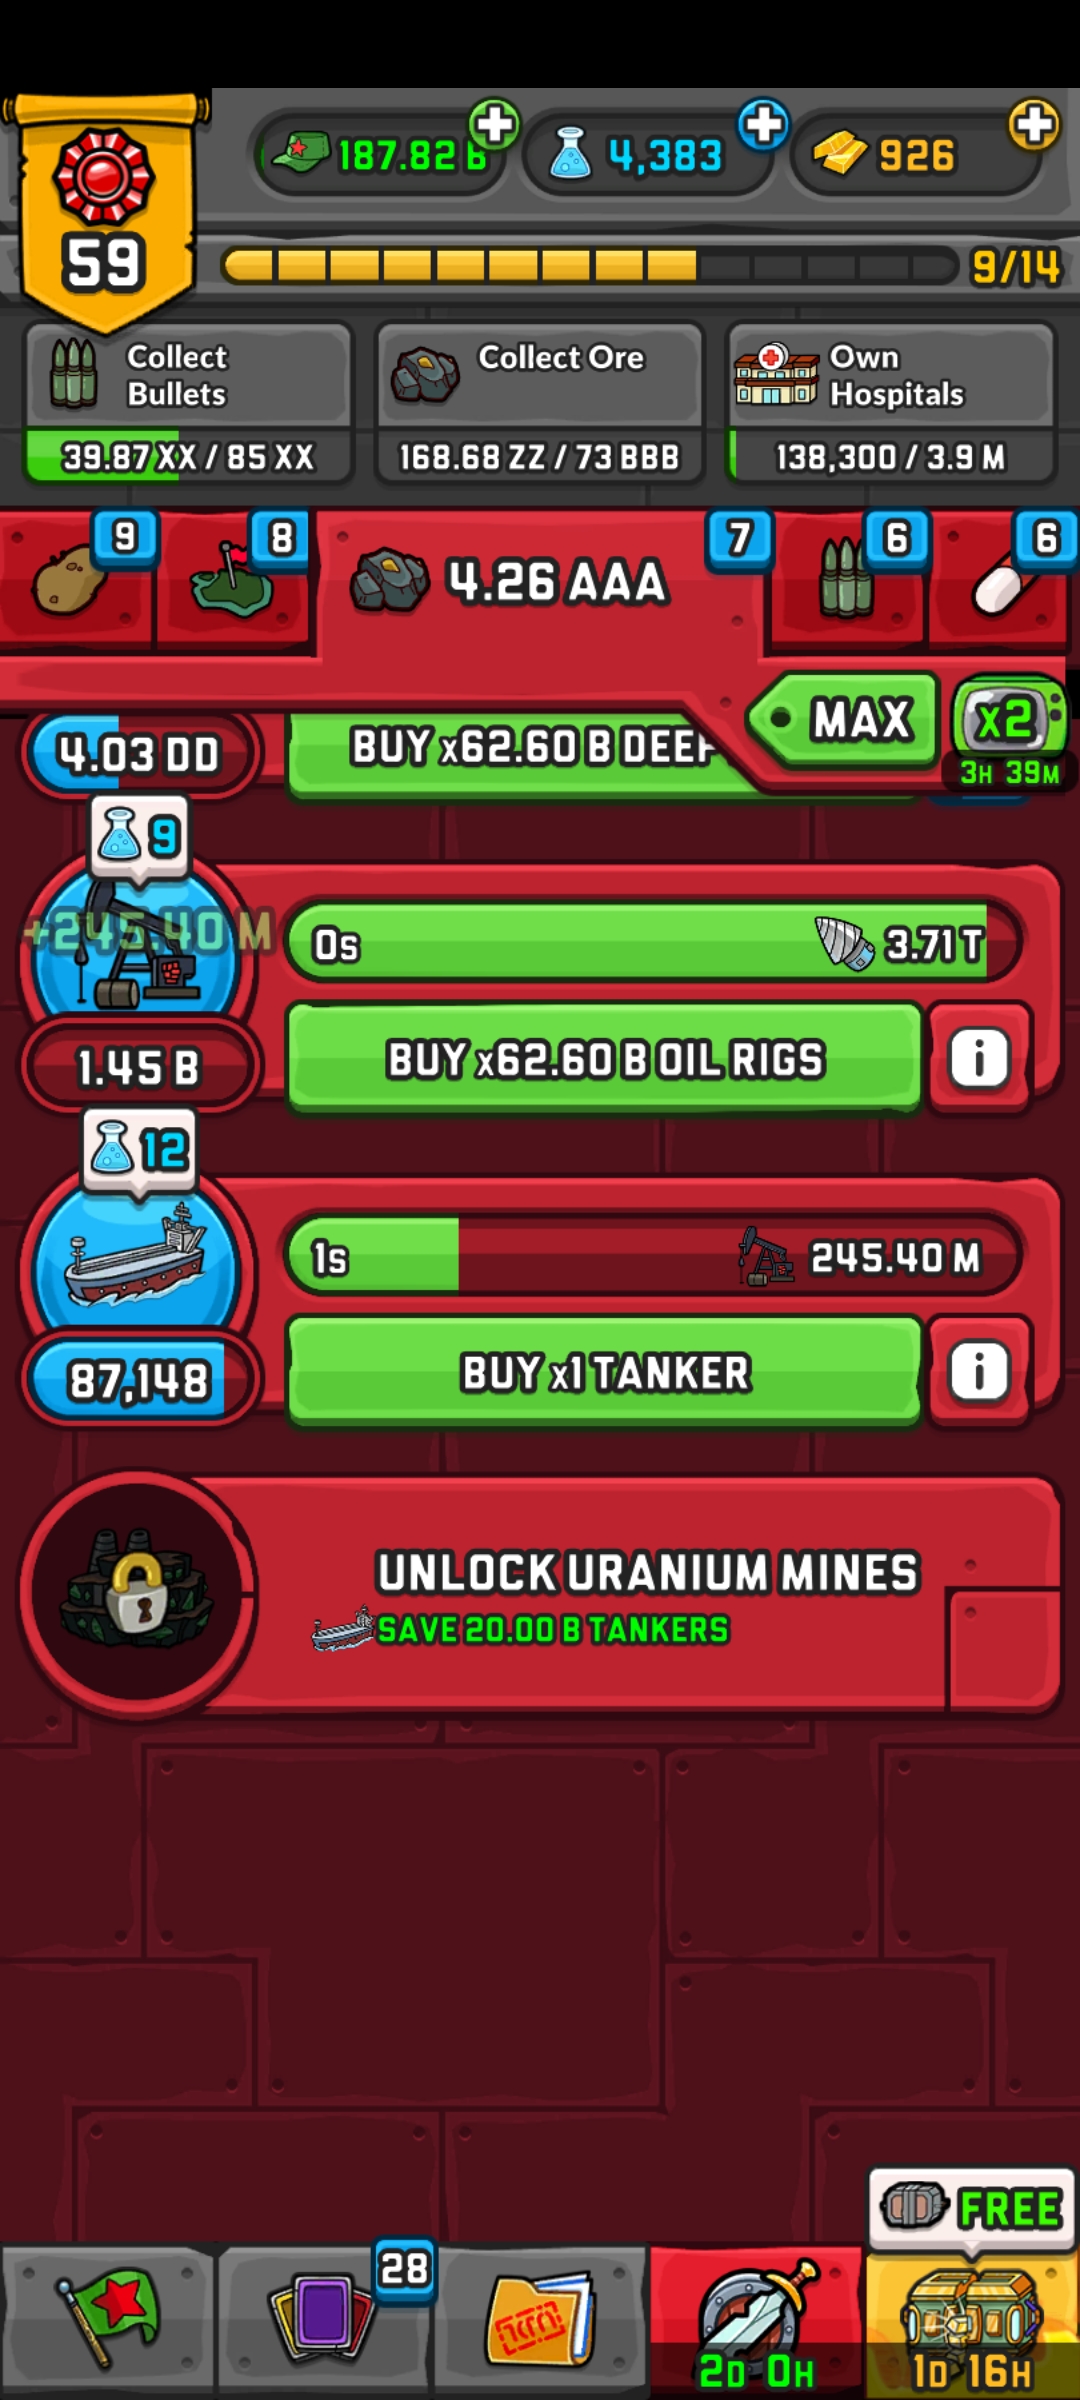 187.82 B
4,383
926
59
9/14
Collect Bullets
39.87 XX / 85 XX
Collect Ore
168.68 ZZ / 73 BBB
Own Hospitals
138,300 / 3.9 M
9
8
4.26 AAA
7
6
6
MAX
x2
3H 39M
4.03 DD
BUY x62.60 B DEEP
9
+245.40 M
0s
3.71 T
1.45 B
BUY x62.60 B OIL RIGS
i
12
1s
245.40 M
87,148
BUY x1 TANKER
i
UNLOCK URANIUM MINES
SAVE 20.00 B TANKERS
FREE
28
2D 0H
1D 16H